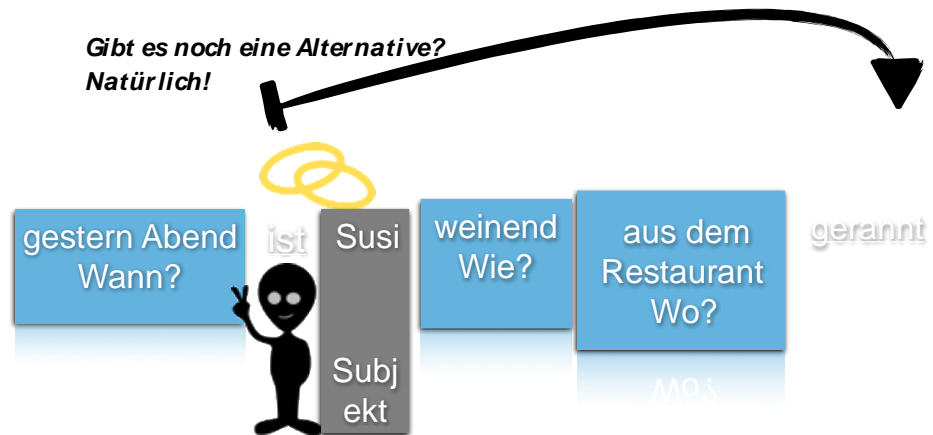 Gibt es noch eine Alternative?
Natürlich!
gestern Abend
Wann?
ist
Susi
Subj
ekt
weinend
Wie?
aus dem
Restaurant
Wo?
gerannt